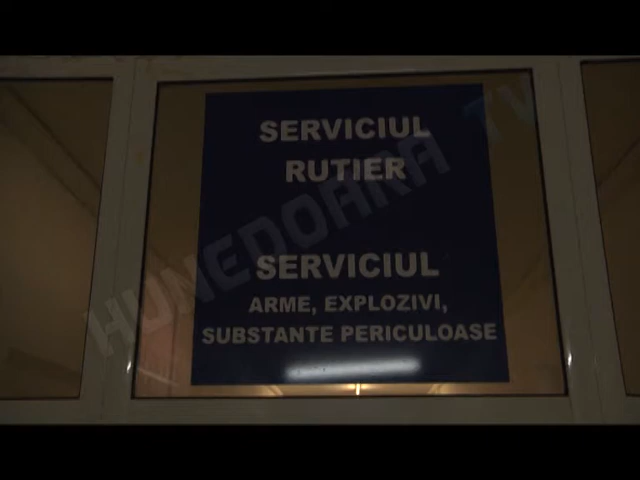 SERVICIUL
RUTIER
SERVICIUL
ARME, EXPLOZIVI,
SUBSTANTE PERICULOASE
HUNEDOARA TV